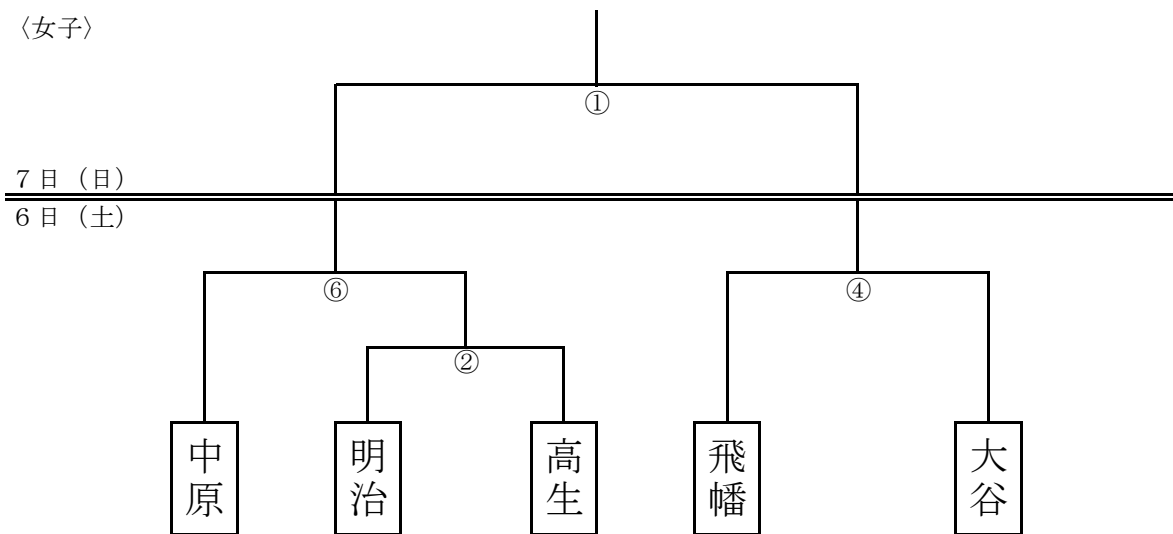 〈女子〉
①
7日（日）
6日（土）
⑥
④
②
中原
明治
高生
飛幡
大谷